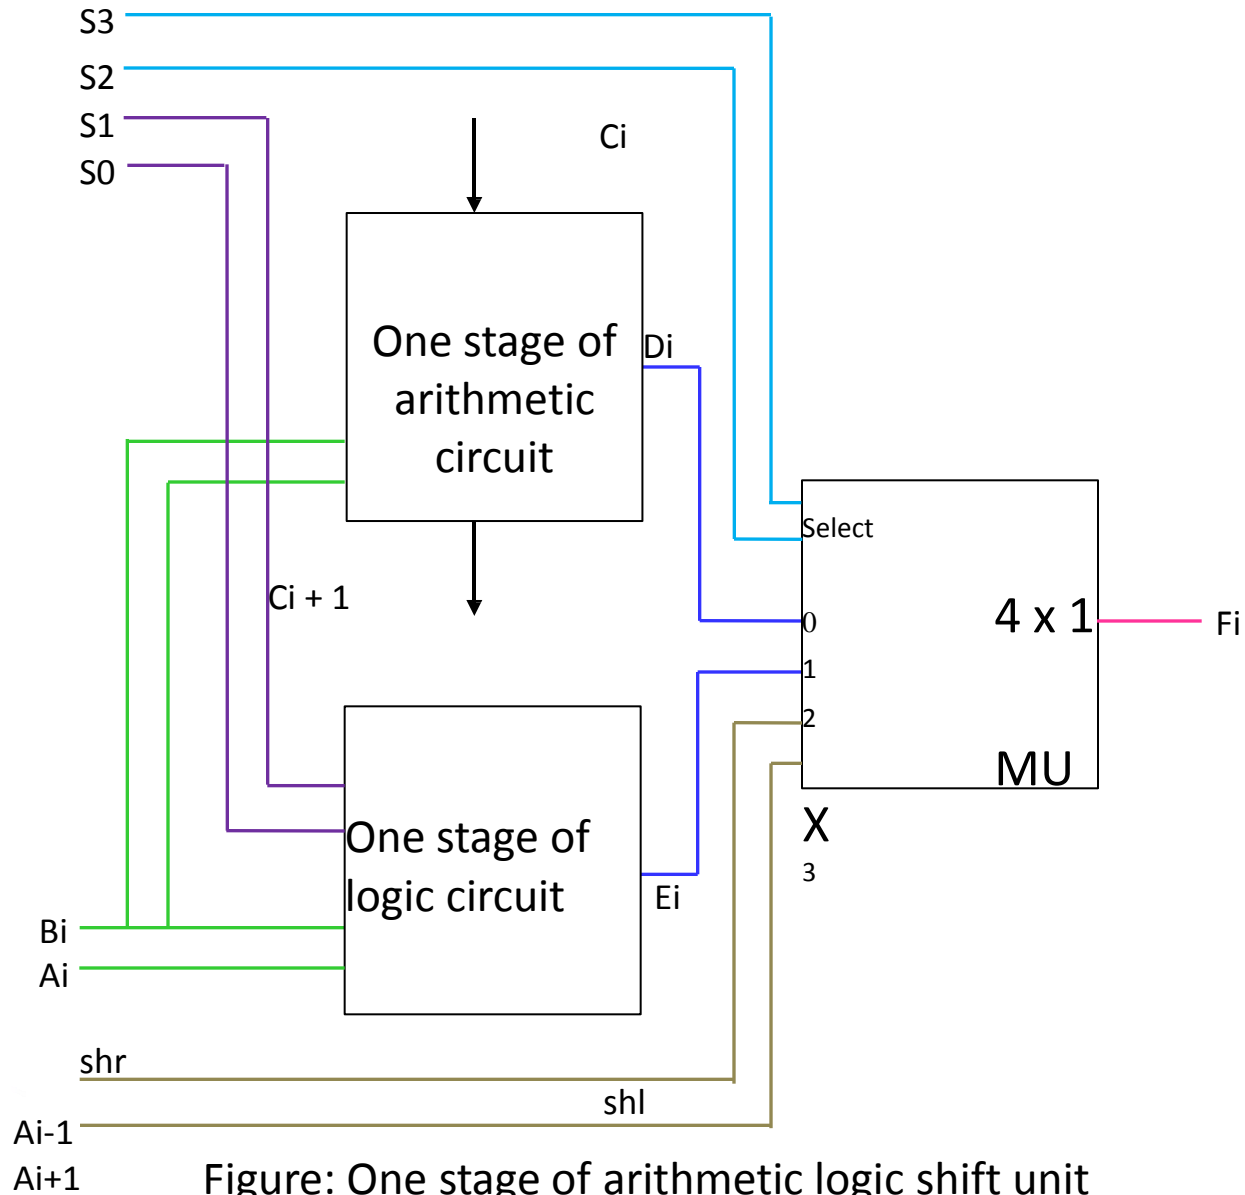 S3
S2
S1
S0
Ci
One stage of
arithmetic
circuit
Di
Select
Ci + 1
0
4 x 1
Fi
1
2
MU
X
3
One stage of
logic circuit
Ei
Bi
Ai
shr
shl
Ai-1
Ai+1
Figure: One stage of arithmetic logic shift unit